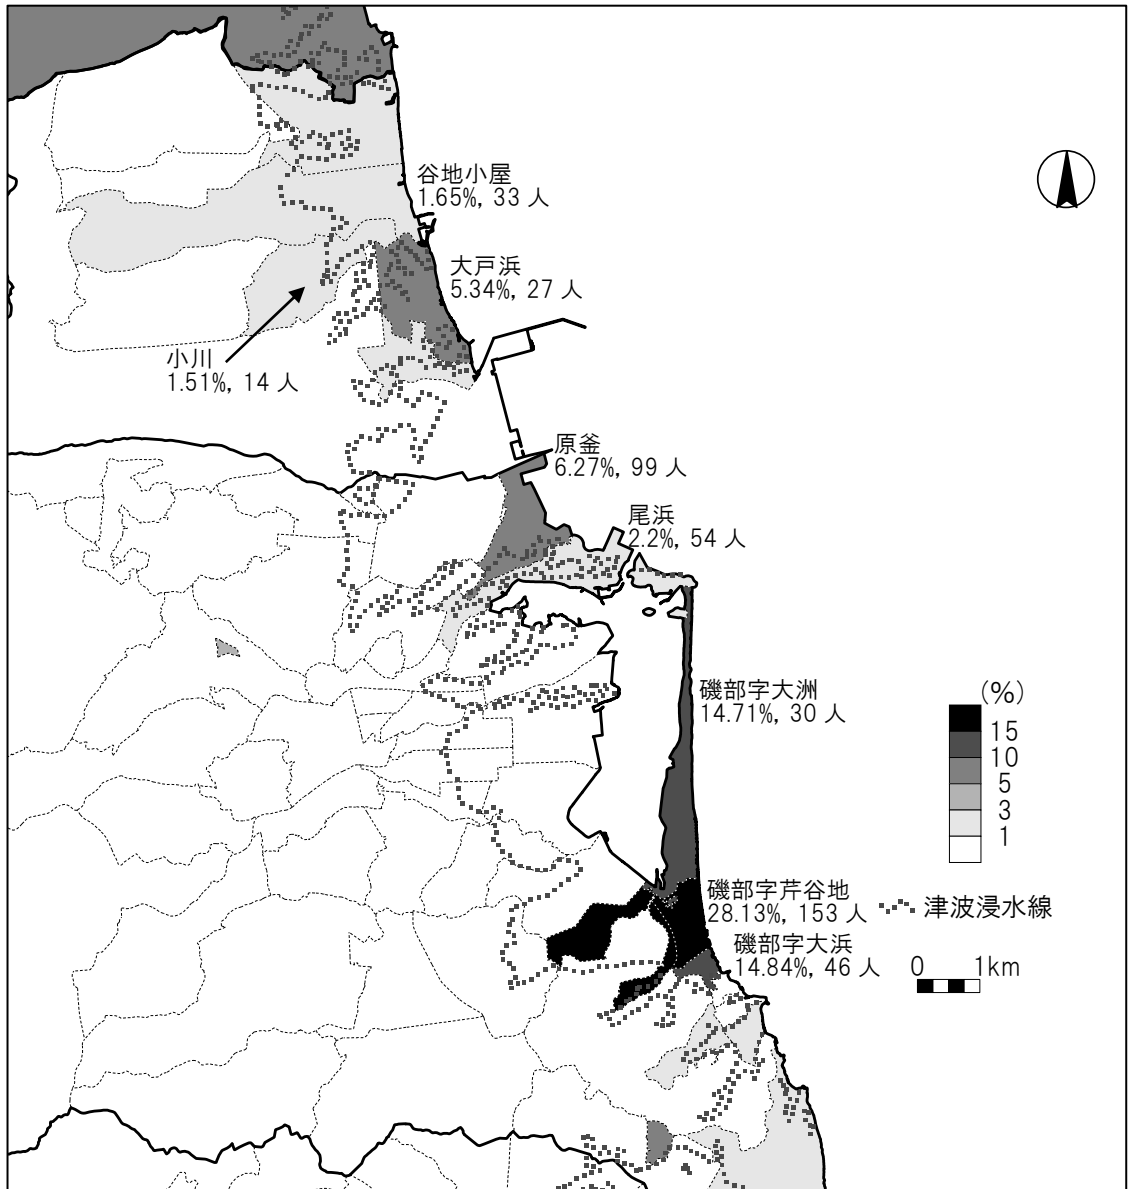 谷地小屋
1.65%, 33 人
大戸浜
5.34%, 27 人
小川
1.51%, 14 人
原釜
6.27%, 99 人
尾浜
2.2%, 54 人
磯部字大洲
14.71%, 30 人
(%)
15
10
5
3
1
磯部字芹谷地
28.13%, 153 人
津波浸水線
磯部字大浜
14.84%, 46 人
0 1km